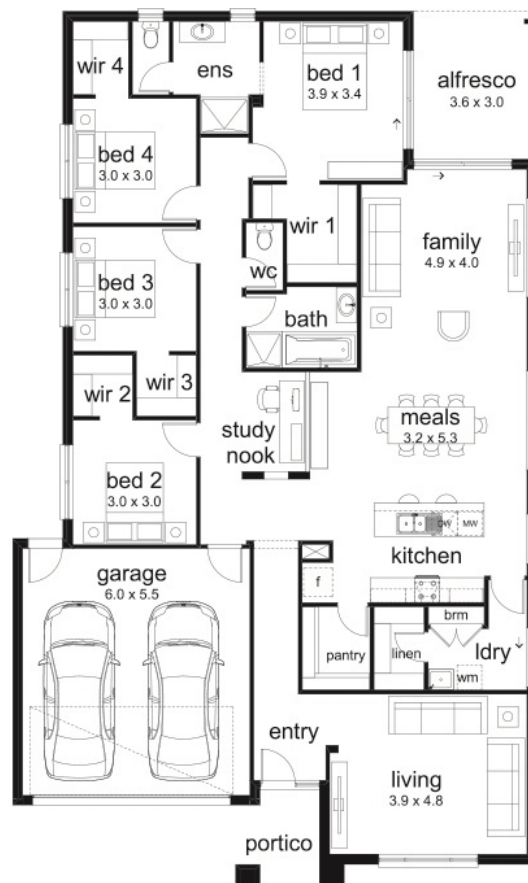 wir 4
ens
bed 1
3.9 x 3.4
alfresco
3.6 x 3.0
bed 4
3.0 x 3.0
wir 1
family
4.9 x 4.0
bed 3
3.0 x 3.0
wc
bath
wir 2
wir 3
study
nook
meals
3.2 x 5.3
bed 2
3.0 x 3.0
DW
MW
kitchen
garage
6.0 x 5.5
f
brm
pantry
linen
ldry
wm
entry
living
3.9 x 4.8
portico